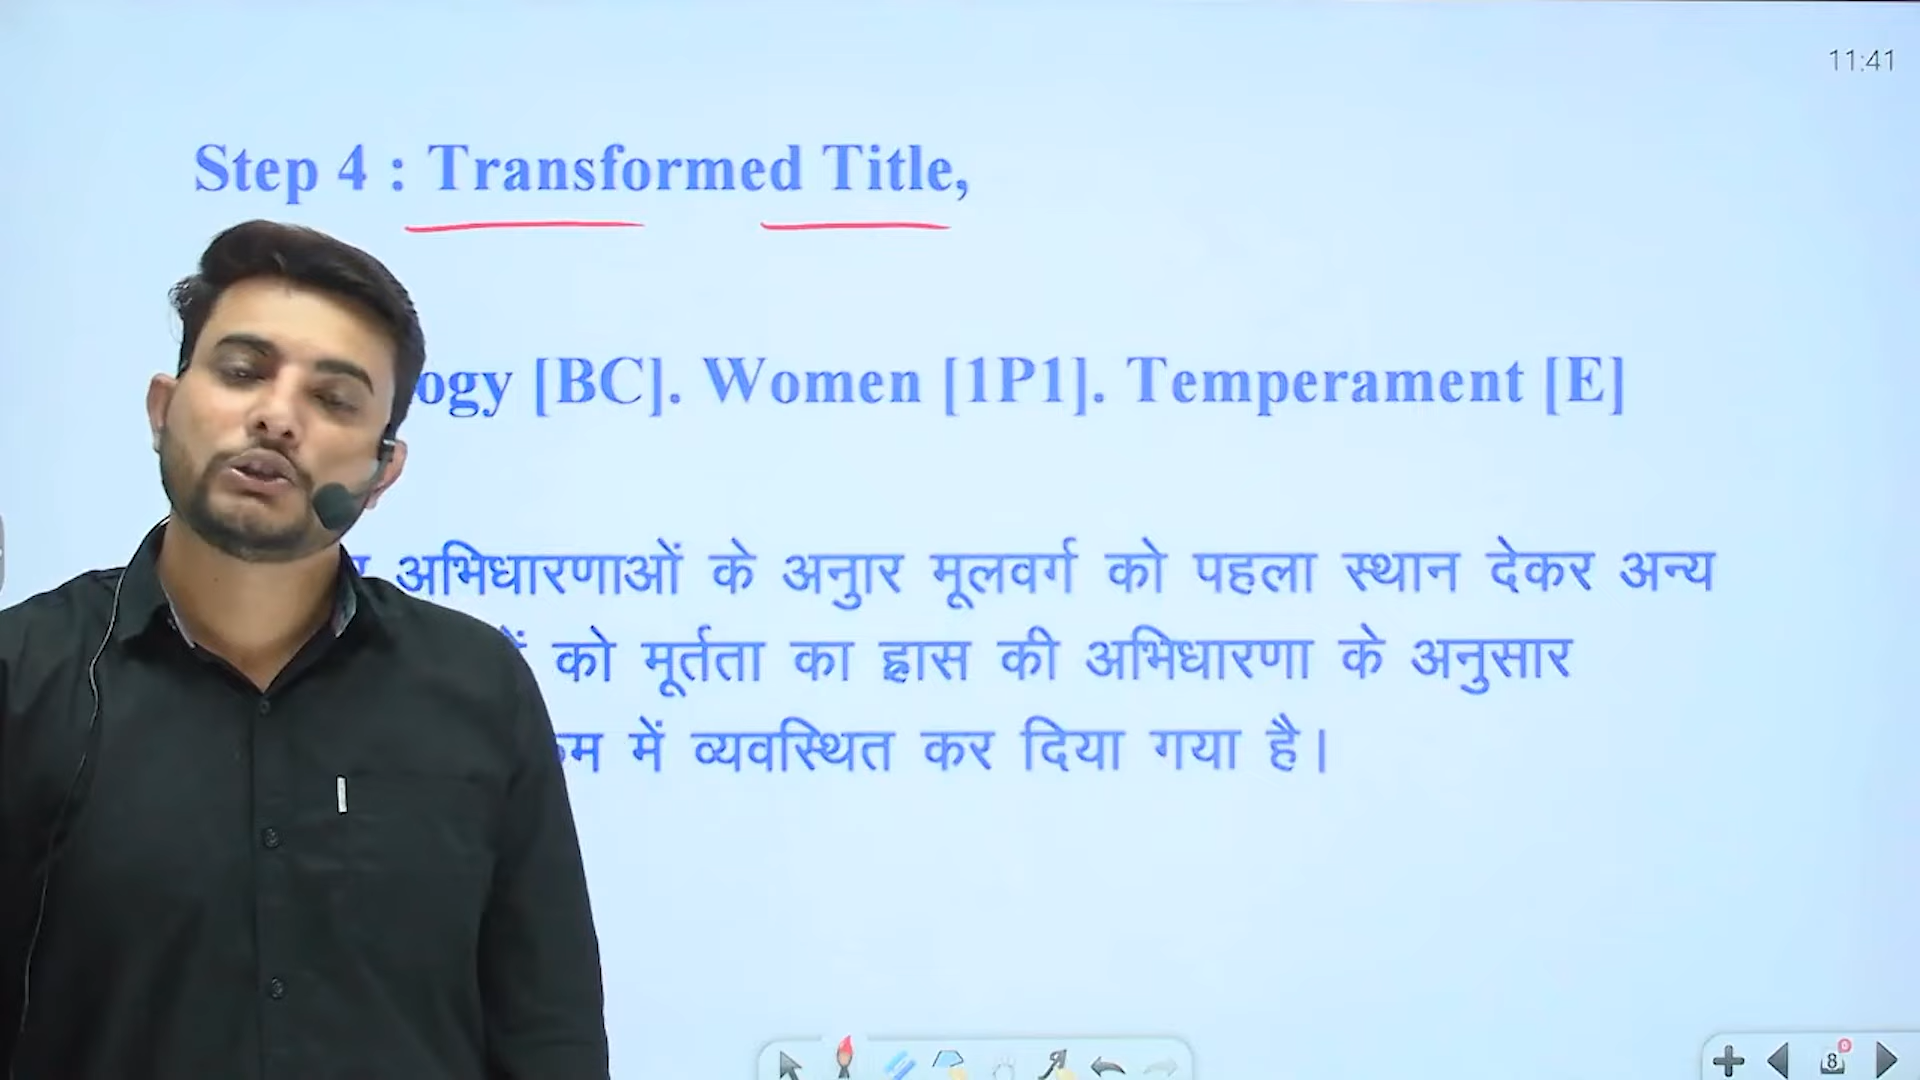 11:41
Step 4 : Transformed Title,
[BC]. Women [1P1]. Temperament [E]
अभिधारणाओं के अनुार मूलवर्ग को पहला स्थान देकर अन्य
को मूर्तता का ह्रास की अभिधारणा के अनुसार
में व्यवस्थित कर दिया गया है।
8